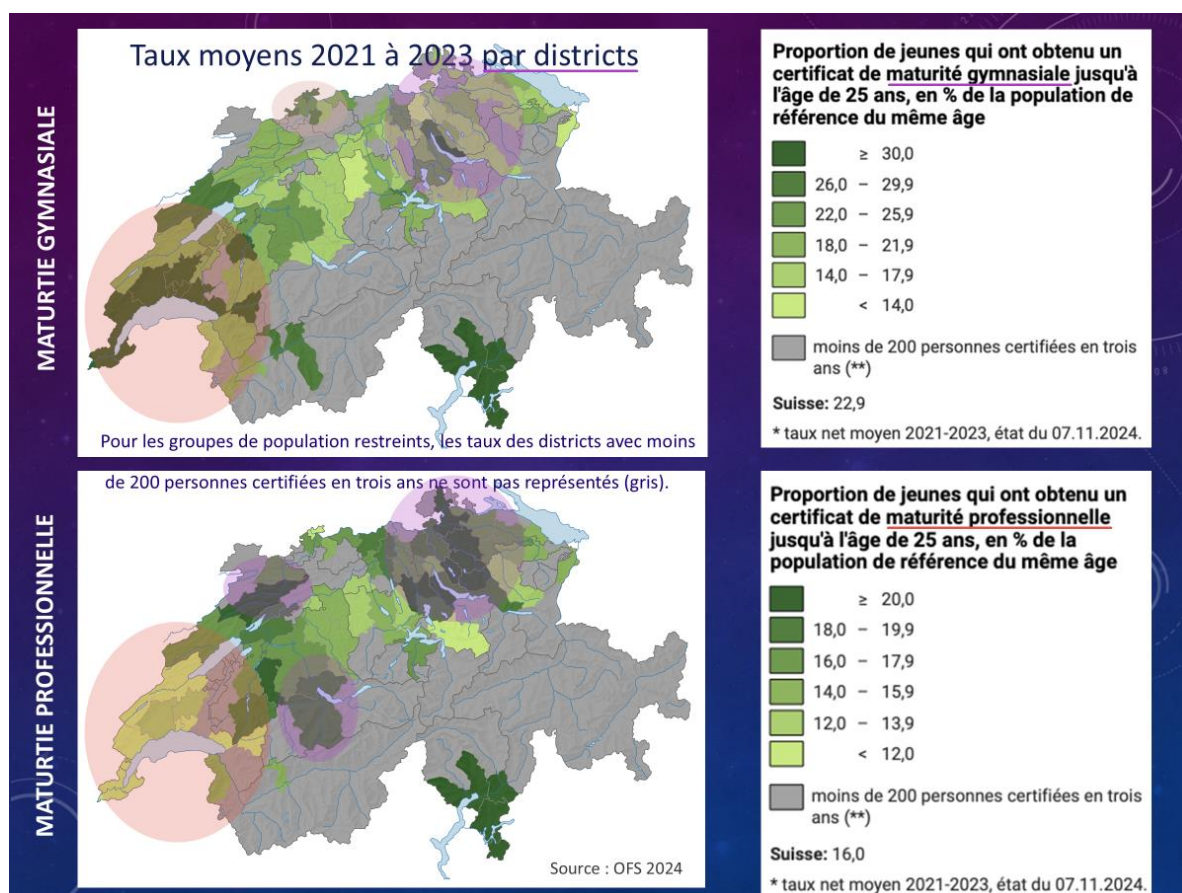 Taux moyens 2021 à 2023 par districts
MATURTIE GYMNASIALE
Pour les groupes de population restreints, les taux des districts avec moins
de 200 personnes certifiées en trois ans ne sont pas représentés (gris).
Proportion de jeunes qui ont obtenu un
certificat de maturité gymnasiale jusqu'à
l'âge de 25 ans, en % de la population de
référence du même âge
≥ 30,0
26,0 – 29,9
22,0 – 25,9
18,0 – 21,9
14,0 – 17,9
< 14,0
moins de 200 personnes certifiées en trois
ans (**)
Suisse: 22,9
* taux net moyen 2021-2023, état du 07.11.2024.
MATURTIE PROFESSIONNELLE
Source : OFS 2024
Proportion de jeunes qui ont obtenu un
certificat de maturité professionnelle
jusqu'à l'âge de 25 ans, en % de la
population de référence du même âge
≥ 20,0
18,0 – 19,9
16,0 – 17,9
14,0 – 15,9
12,0 – 13,9
< 12,0
moins de 200 personnes certifiées en trois
ans (**)
Suisse: 16,0
* taux net moyen 2021-2023, état du 07.11.2024.